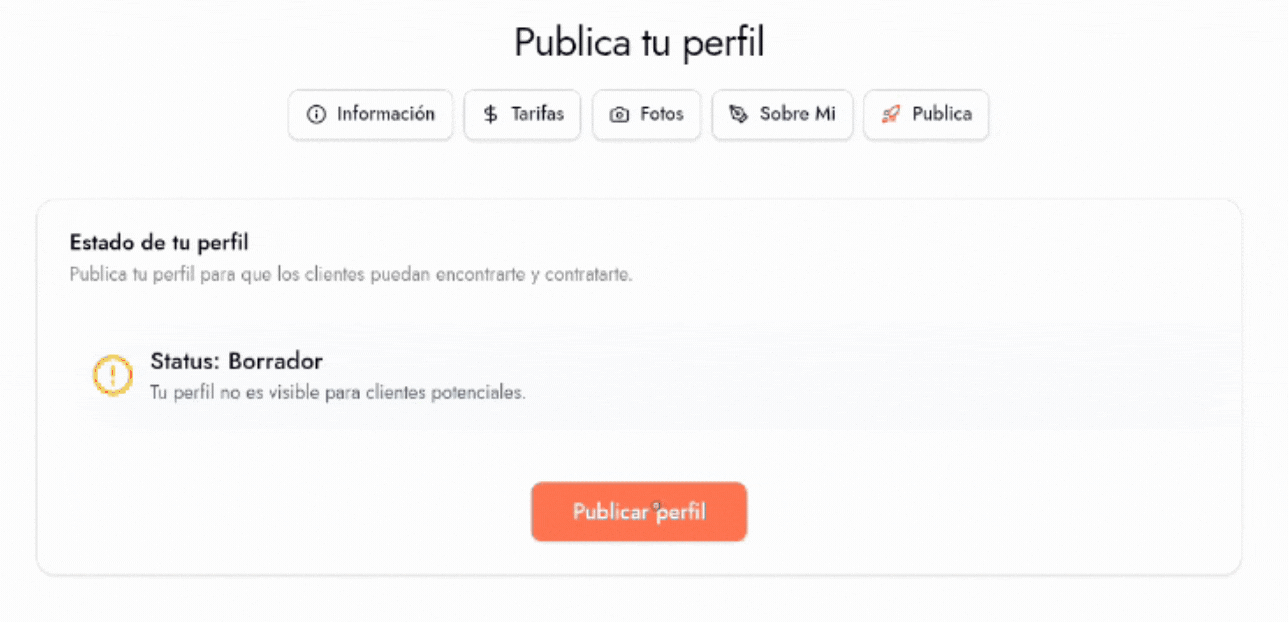 Publica tu perfil
Información
Tarifas
Fotos
Sobre Mi
Publica
Estado de tu perfil
Publica tu perfil para que los clientes puedan encontrarte y contratarte.
Status: Borrador
Tu perfil no es visible para clientes potenciales.
Publicar perfil